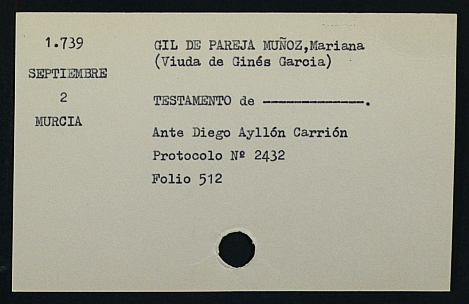 1.739
SEPTIEMBRE
2
MURCIA
GIL DE PAREJA MUÑOZ,Mariana
(Viuda de Ginés Garcia)
TESTAMENTO de --------------.
Ante Diego Ayllón Carrión
Protocolo Nº 2432
Folio 512